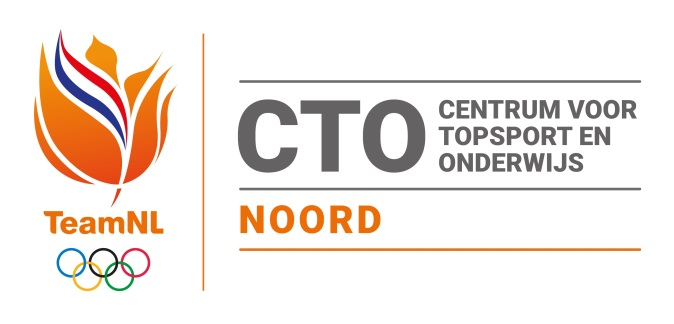 TeamNL
CTO
CENTRUM VOOR
TOPSPORT EN
ONDERWIJS
NOORD